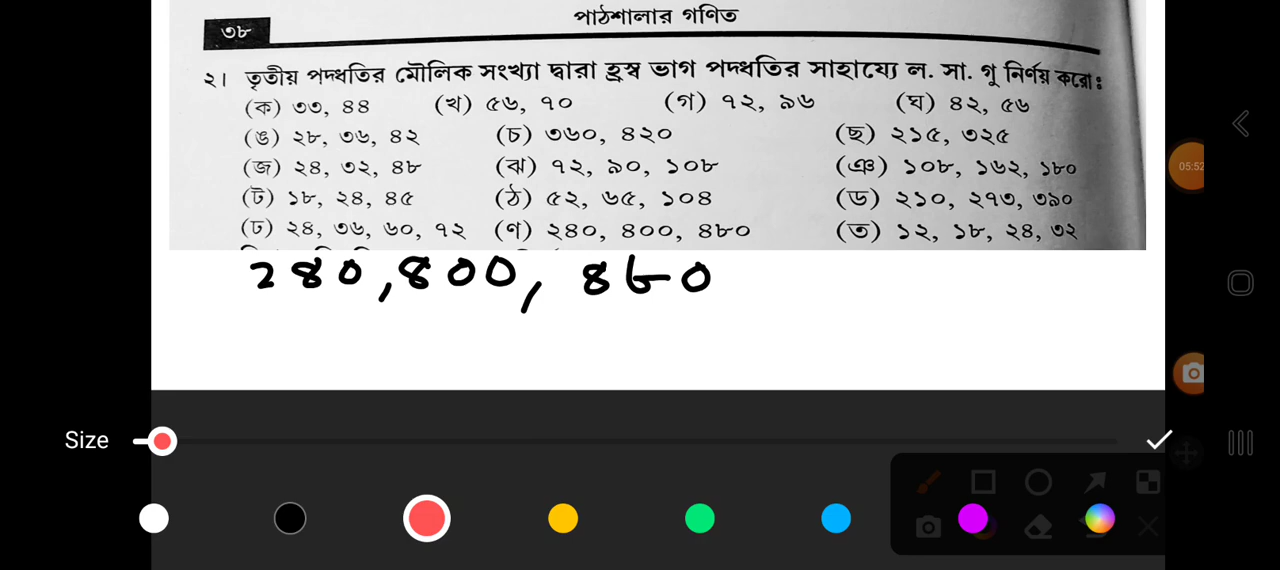 পাঠশালার গণিত
৩৮
২। তৃতীয় পদ্ধতির মৌলিক সংখ্যা দ্বারা হ্রস্ব ভাগ পদ্ধতির সাহায্যে ল. সা. গু নির্ণয় করো:
(ক) ৩৩, ৪৪ (খ) ৫৬, ৭০ (গ) ৭২, ৯৬ (ঘ) ৪২, ৫৬
(ঙ) ২৮, ৩৬, ৪২ (চ) ৩৬০, ৪২০ (ছ) ২১৫, ৩২৫
(জ) ২৪, ৩২, ৪৮ (ঝ) ৭২, ৯০, ১০৮ (ঞ) ১০৮, ১৬২, ১৮০
(ট) ১৮, ২৪, ৪৫ (ঠ) ৫২, ৬৫, ১০৪ (ড) ২১০, ২৭৩, ৩৯০
(ঢ) ২৪, ৩৬, ৬০, ৭২ (ণ) ২৪০, ৪০০, ৪৮০ (ত) ১২, ১৮, ২৪, ৩২
২৪০, ৪০০, ৪৮০
05:52
Size